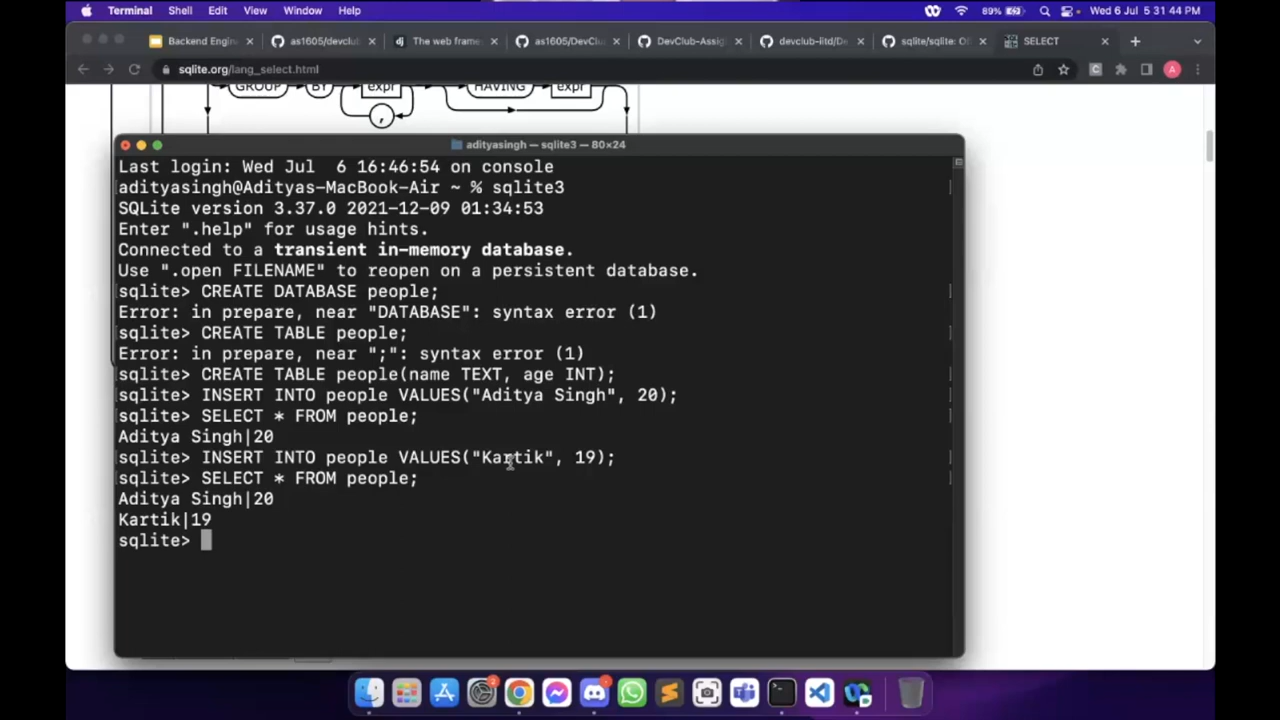 Terminal Shell Edit View Window Help 89% Wed 6 Jul 5 31 44 PM
Backend Engin as1605/devclub the web frame as1605/DevClu DevClub-Assig devclub-iitd/De sqlite/sqlite: Of SELECT
sqlite.org/lang_select.html A
GROUP BY expr HAVING expr
,
adityasingh — sqlite3 — 80×24
Last login: Wed Jul  6 16:46:54 on console
adityasingh@Adityas-MacBook-Air ~ % sqlite3
SQLite version 3.37.0 2021-12-09 01:34:53
Enter ".help" for usage hints.
Connected to a transient in-memory database.
Use ".open FILENAME" to reopen on a persistent database.
sqlite> CREATE DATABASE people;
Error: in prepare, near "DATABASE": syntax error (1)
sqlite> CREATE TABLE people;
Error: in prepare, near ";": syntax error (1)
sqlite> CREATE TABLE people(name TEXT, age INT);
sqlite> INSERT INTO people VALUES("Aditya Singh", 20);
sqlite> SELECT * FROM people;
Aditya Singh|20
sqlite> INSERT INTO people VALUES("Kartik", 19);
sqlite> SELECT * FROM people;
Aditya Singh|20
Kartik|19
sqlite>